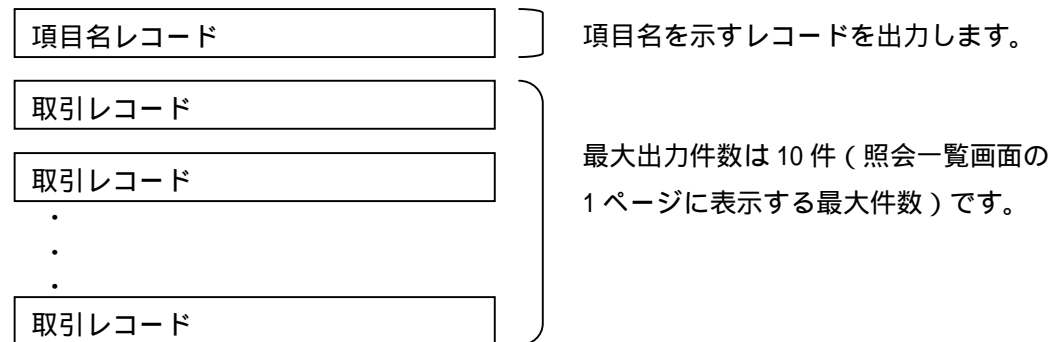 項目名レコード
項目名を示すレコードを出力します。
取引レコード
取引レコード
・
・
・
取引レコード
最大出力件数は 10 件（照会一覧画面の
1 ページに表示する最大件数）です。